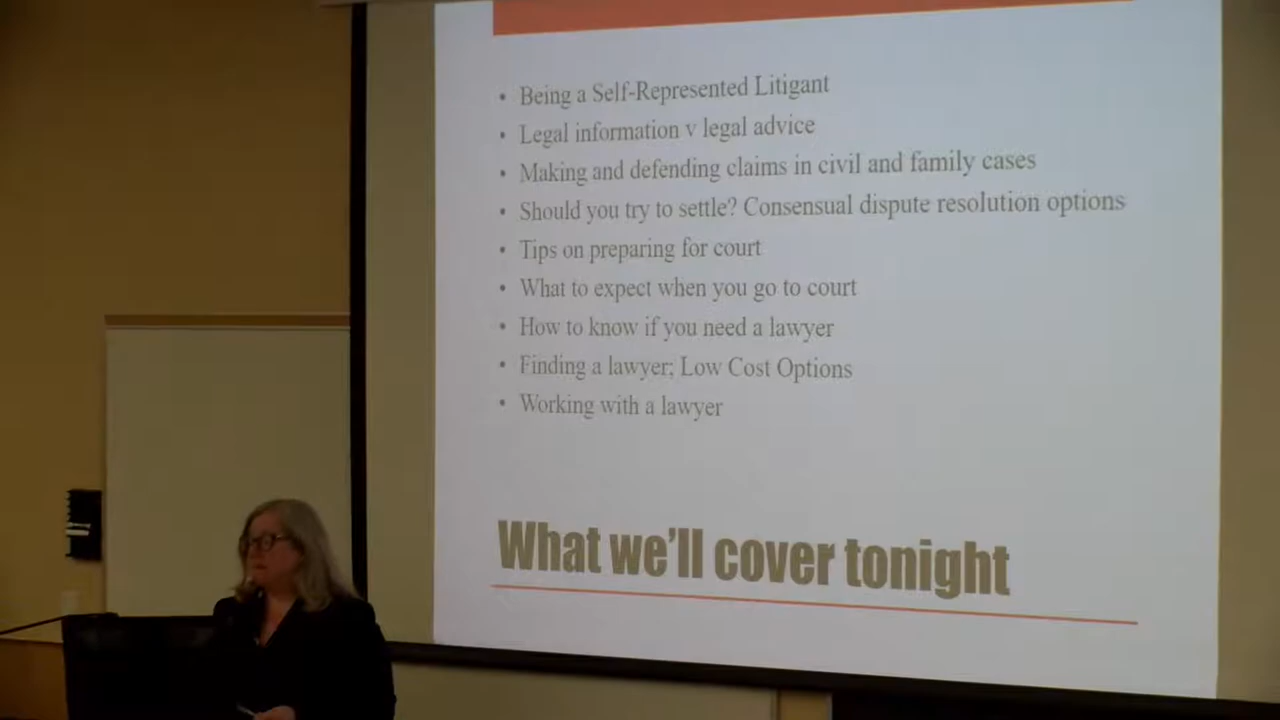 • Being a Self-Represented Litigant
• Legal information v legal advice
• Making and defending claims in civil and family cases
• Should you try to settle? Consensual dispute resolution options
• Tips on preparing for court
• What to expect when you go to court
• How to know if you need a lawyer
• Finding a lawyer; Low Cost Options
• Working with a lawyer
What we'll cover tonight